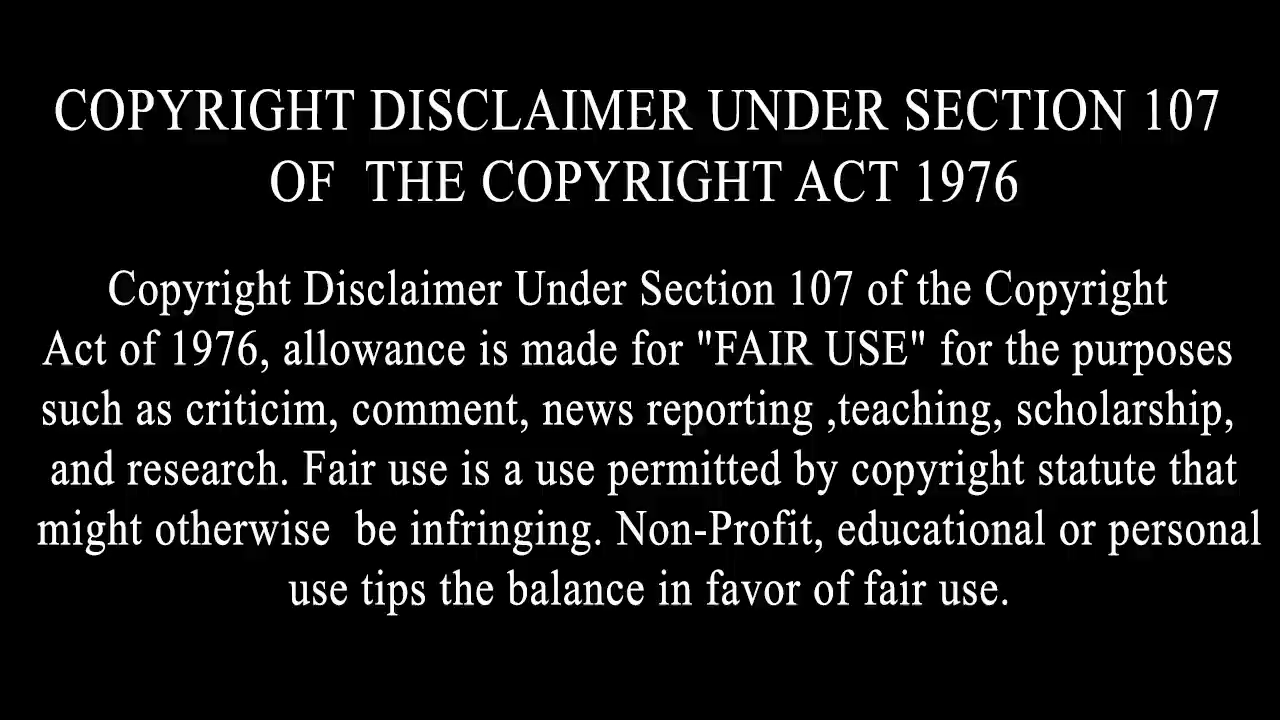 COPYRIGHT DISCLAIMER UNDER SECTION 107
OF THE COPYRIGHT ACT 1976
Copyright Disclaimer Under Section 107 of the Copyright
Act of 1976, allowance is made for "FAIR USE" for the purposes
such as criticim, comment, news reporting ,teaching, scholarship,
and research. Fair use is a use permitted by copyright statute that
might otherwise be infringing. Non-Profit, educational or personal
use tips the balance in favor of fair use.